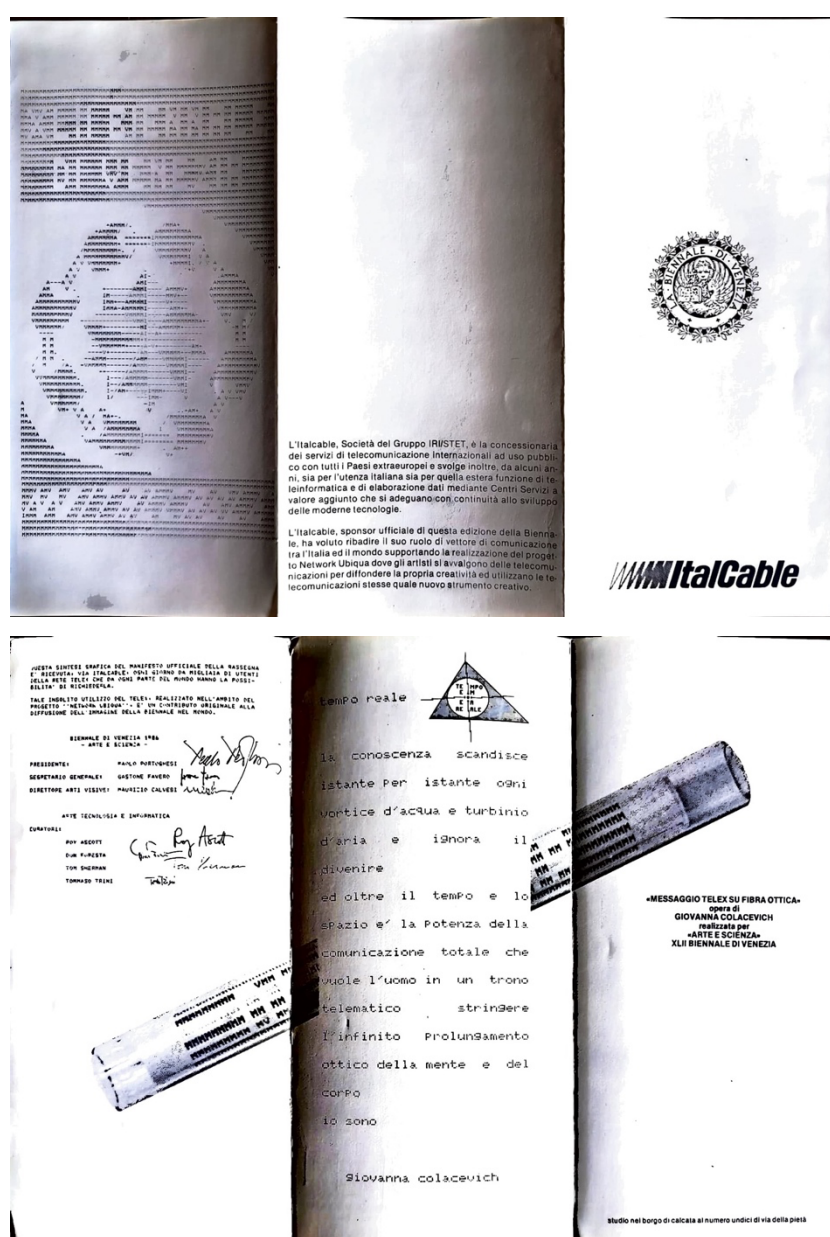 L'Italcable, Società del Gruppo IRI/STET, è la concessionaria
dei servizi di telecomunicazione Internazionali ad uso pubbli-
co con tutti i Paesi extraeuropei e svolge inoltre, da alcuni an-
ni, sia per l'utenza italiana sia per quella estera funzione di te-
leinformatica e di elaborazione dati mediante Centri Servizi a
valore aggiunto che si adeguano con continuità allo sviluppo
delle moderne tecnologie.
L'Italcable, sponsor ufficiale di questa edizione della Bienna-
le, ha voluto ribadire il suo ruolo di vettore di comunicazione
tra l'Italia ed il mondo supportando la realizzazione del proget-
to Network Ubiqua dove gli artisti si avvalgono delle telecomu-
nicazioni per diffondere la propria creatività ed utilizzano le te-
lecomunicazioni stesse quale nuovo strumento creativo.
LA BIENNALE DI VENEZIA
ItalCable
QUESTA SINTESI GRAFICA DEL MANIFESTO UFFICIALE DELLA RASSEGNA
E' RICEVUTA, VIA ITALCABLE, OGNI GIORNO DA MIGLIAIA DI UTENTI
DELLA RETE TELEX CHE DA OGNI PARTE DEL MONDO HANNO LA POSSI-
BILITA' DI RICHIEDERLA.
TALE INSOLITO UTILIZZO DEL TELEX, REALIZZATO NELL'AMBITO DEL
PROGETTO "NETWORK UBIQUA", E' UN CONTRIBUTO ORIGINALE ALLA
DIFFUSIONE DELL'IMMAGINE DELLA BIENNALE NEL MONDO.
BIENNALE DI VENEZIA 1986
- ARTE E SCIENZA -
PRESIDENTE: PAOLO PORTOGHESI
SEGRETARIO GENERALE: GASTONE FAVERO
DIRETTORE ARTI VISIVE: MAURIZIO CALVESI
ARTE TECNOLOGIA E INFORMATICA
CURATORI:
ROY ASCOTT Roy Ascott
DON FORESTA
TOM SHERMAN Tom Sherman
TOMMASO TRINI
tempo reale
TEMPO
REALE
la conoscenza scandisce
istante per istante ogni
vortice d'acqua e turbinio
d'aria e ignora il
divenire
ed oltre il tempo e lo
spazio e' la potenza della
comunicazione totale che
vuole l'uomo in un trono
telematico stringere
l'infinito prolungamento
ottico della mente e del
corpo
io sono
giovanna colacevich
«MESSAGGIO TELEX SU FIBRA OTTICA»
opera di
GIOVANNA COLACEVICH
realizzata per
«ARTE E SCIENZA»
XLII BIENNALE DI VENEZIA
studio nel borgo di calcata al numero undici di via della pietà